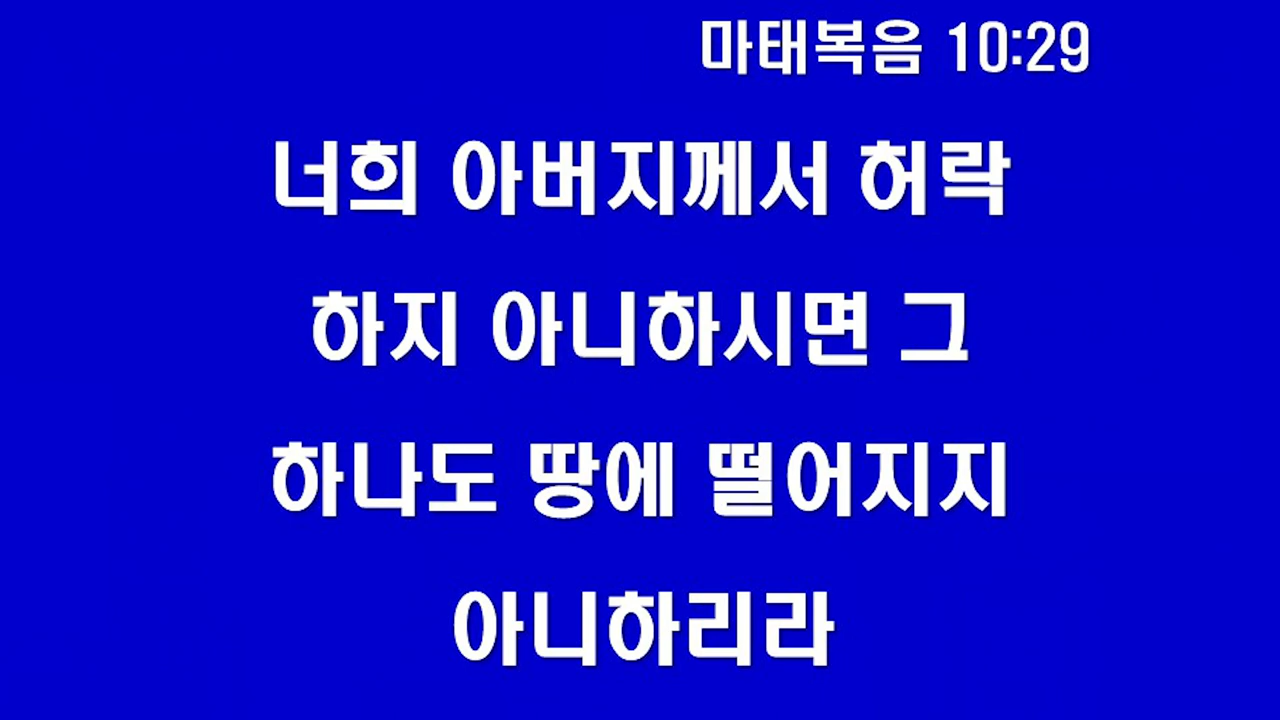 마태복음 10:29
너희 아버지께서 허락
하지 아니하시면 그
하나도 땅에 떨어지지
아니하리라